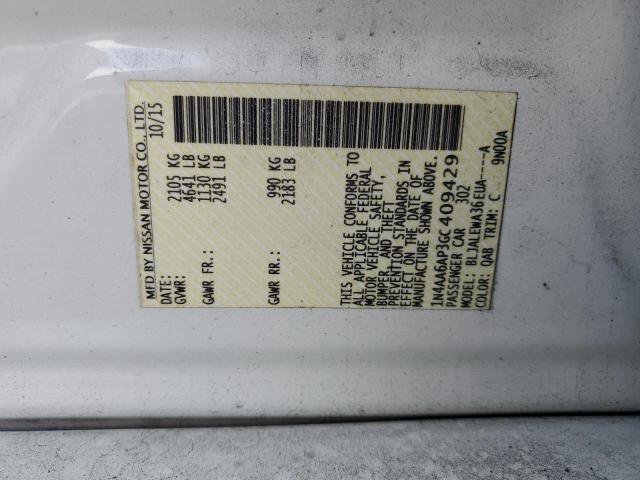 MFD BY NISSAN MOTOR CO., LTD.
DATE: 10/15
GVWR: 2105 KG
4641 LB
GAWR FR.: 1130 KG
2491 LB
GAWR RR.: 990 KG
2183 LB
THIS VEHICLE CONFORMS TO
ALL APPLICABLE FEDERAL
MOTOR VEHICLE SAFETY,
BUMPER, AND THEFT
PREVENTION STANDARDS IN
EFFECT ON THE DATE OF
MANUFACTURE SHOWN ABOVE.
1N4AA6AP3GC409429
PASSENGER CAR 3D2
MODEL: BLJALEWA36EUA----A
COLOR: QAB TRIM: C 9N00A